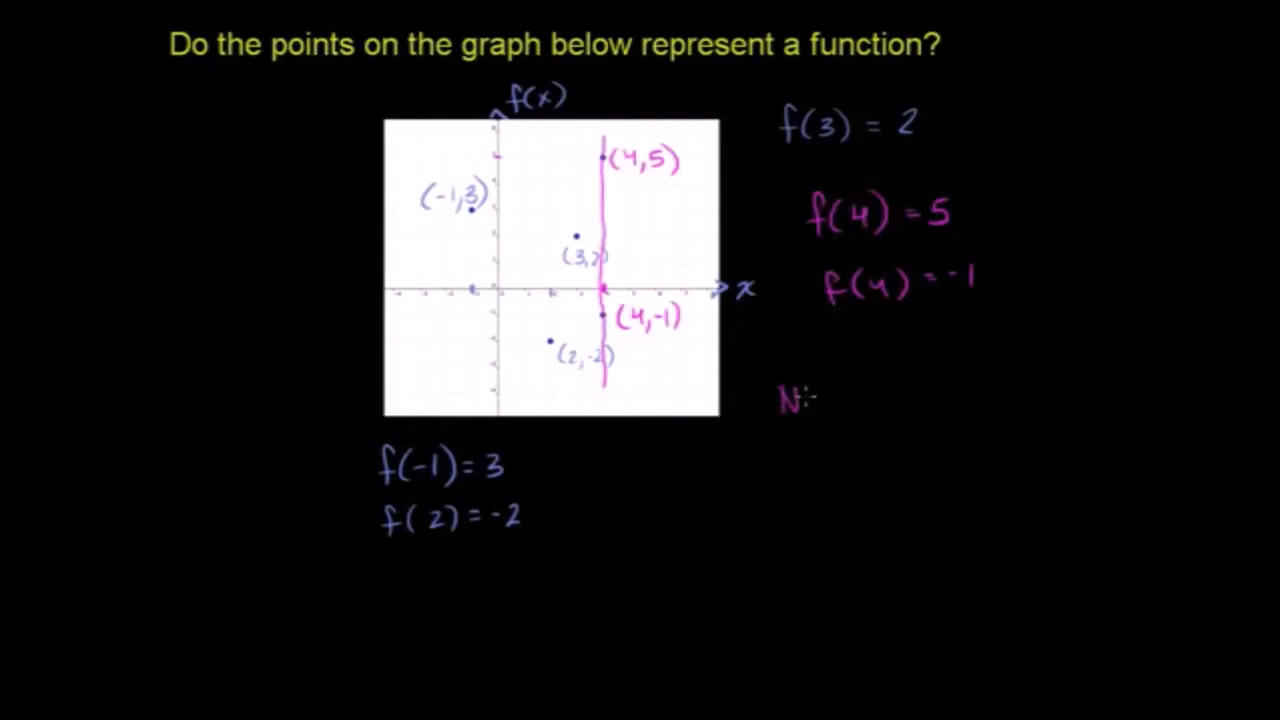 Do the points on the graph below represent a function?
f(x)
f(3) = 2
(4,5)
(-1,3)
f(4) = 5
(3,2)
f(4) = -1
x
(4,-1)
(2,-2)
N
f(-1) = 3
f(2) = -2